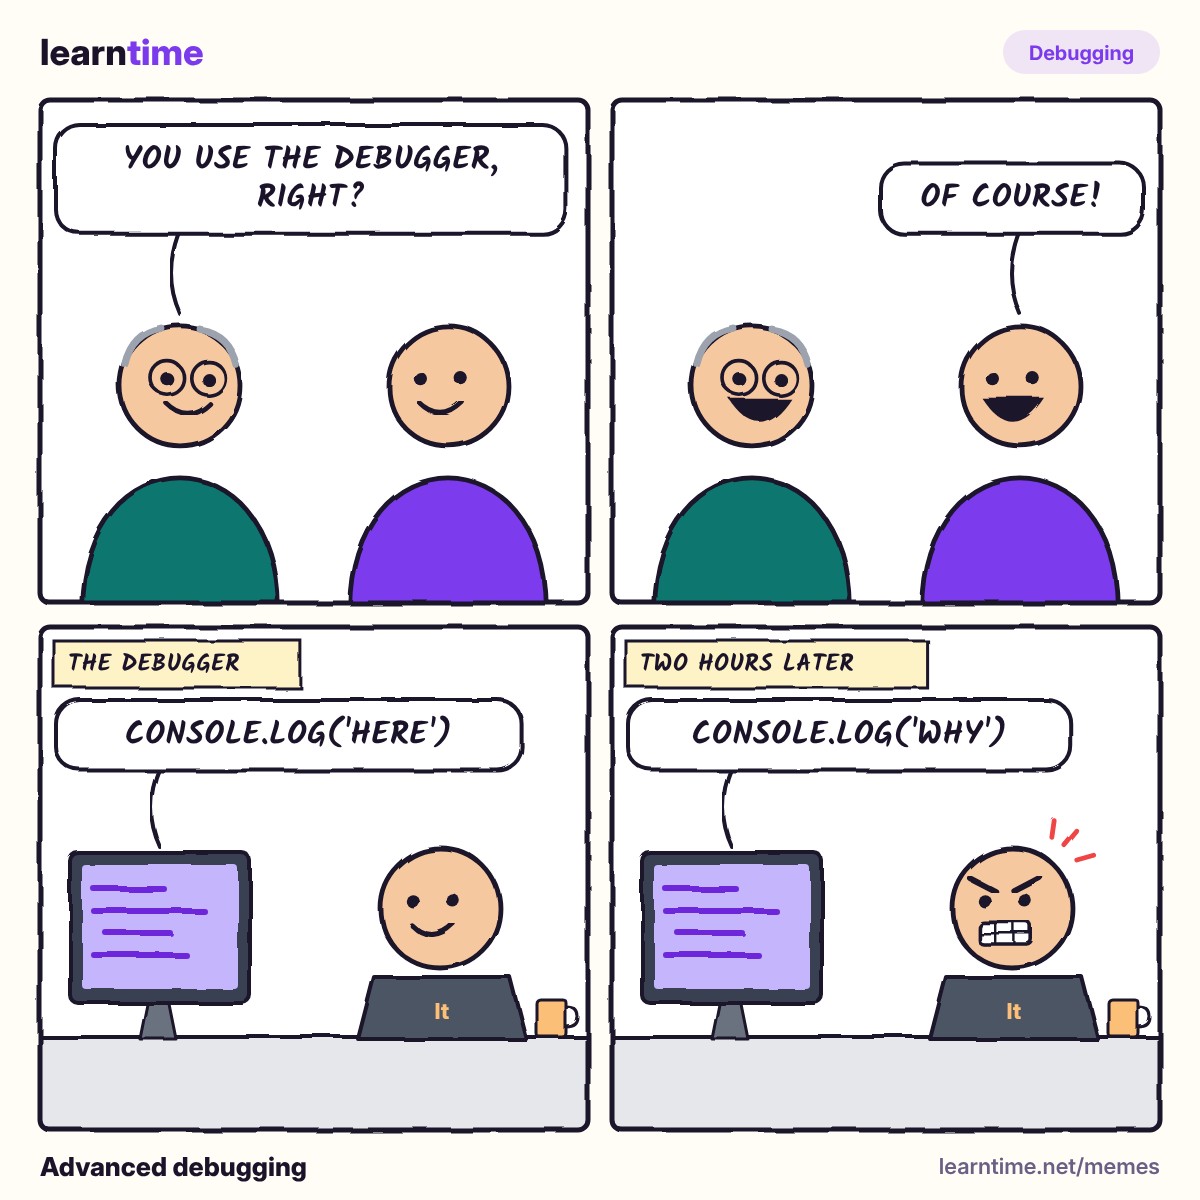 learntime
Debugging
YOU USE THE DEBUGGER,
RIGHT?
OF COURSE!
THE DEBUGGER
CONSOLE.LOG('HERE')
lt
TWO HOURS LATER
CONSOLE.LOG('WHY')
lt
Advanced debugging
learntime.net/memes